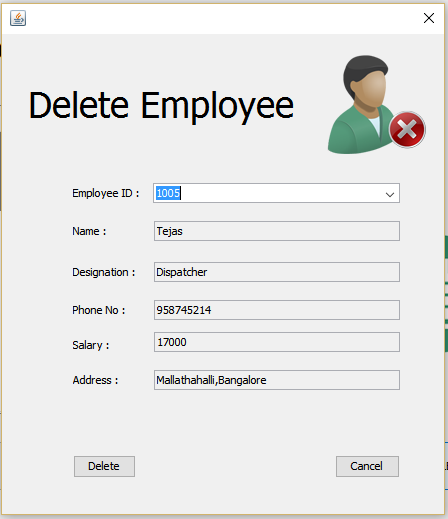 Delete Employee
Employee ID : 1005
Name : Tejas
Designation : Dispatcher
Phone No : 958745214
Salary : 17000
Address : Mallathahalli,Bangalore
Delete Cancel